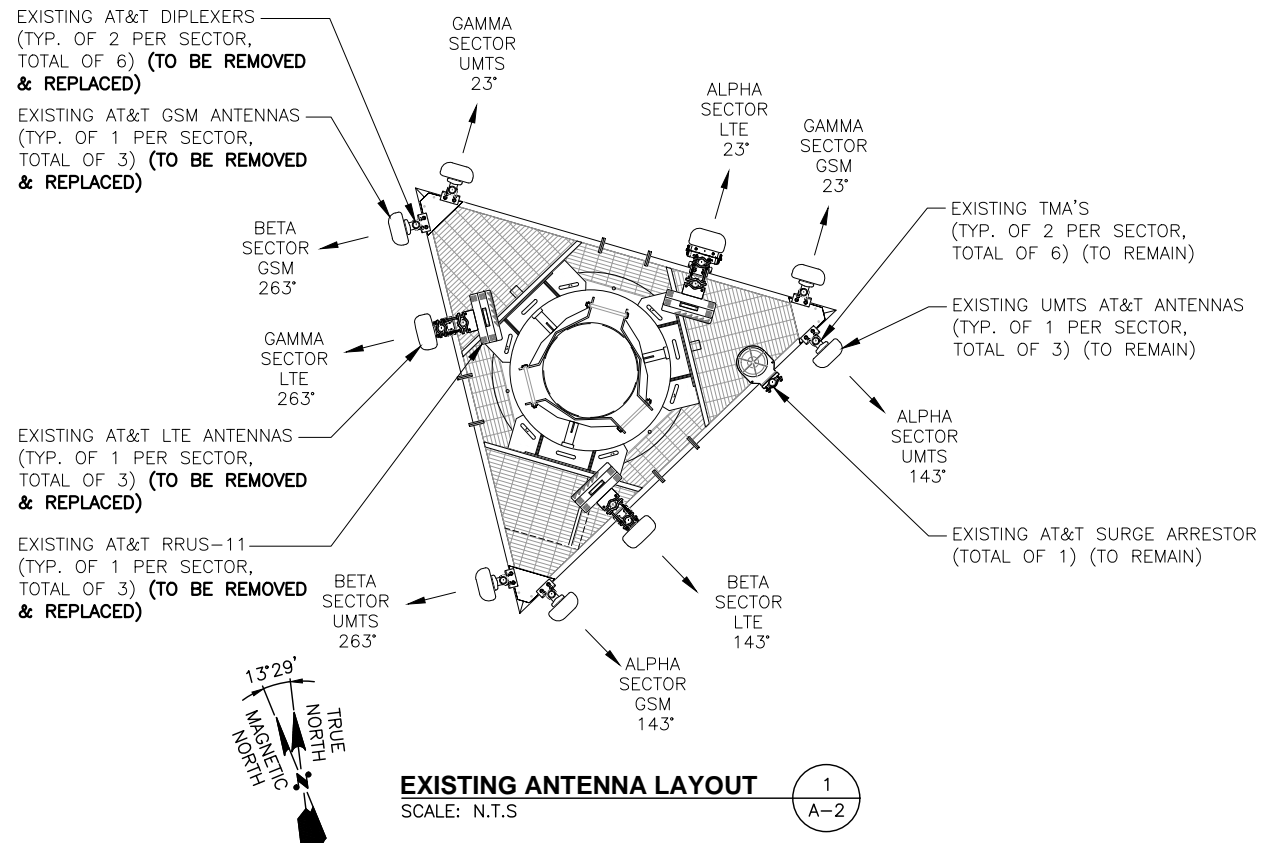 EXISTING AT&T DIPLEXERS
(TYP. OF 2 PER SECTOR,
TOTAL OF 6) (TO BE REMOVED
& REPLACED)
EXISTING AT&T GSM ANTENNAS
(TYP. OF 1 PER SECTOR,
TOTAL OF 3) (TO BE REMOVED
& REPLACED)
GAMMA
SECTOR
UMTS
23°
ALPHA
SECTOR
LTE
23°
GAMMA
SECTOR
GSM
23°
BETA
SECTOR
GSM
263°
GAMMA
SECTOR
LTE
263°
EXISTING TMA'S
(TYP. OF 2 PER SECTOR,
TOTAL OF 6) (TO REMAIN)
EXISTING UMTS AT&T ANTENNAS
(TYP. OF 1 PER SECTOR,
TOTAL OF 3) (TO REMAIN)
ALPHA
SECTOR
UMTS
143°
EXISTING AT&T LTE ANTENNAS
(TYP. OF 1 PER SECTOR,
TOTAL OF 3) (TO BE REMOVED
& REPLACED)
EXISTING AT&T RRUS-11
(TYP. OF 1 PER SECTOR,
TOTAL OF 3) (TO BE REMOVED
& REPLACED)
EXISTING AT&T SURGE ARRESTOR
(TOTAL OF 1) (TO REMAIN)
BETA
SECTOR
UMTS
263°
BETA
SECTOR
LTE
143°
ALPHA
SECTOR
GSM
143°
13°29'
MAGNETIC
NORTH
TRUE
NORTH
N
EXISTING ANTENNA LAYOUT
SCALE: N.T.S
1
A-2